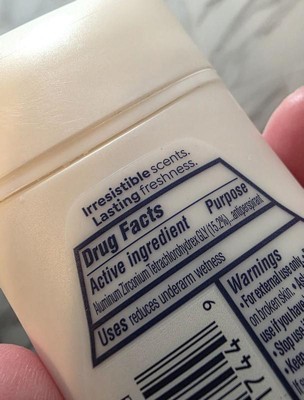 Irresistible scents.
Lasting freshness.
Drug Facts
Active ingredient Purpose
Aluminum Zirconium Tetrachlorohydrex GLY (15.2%)...antiperspirant
Uses reduces underarm wetness
Warnings
• For external use only
on broken skin. • Ask
use if you have
• Stop use
• Keep
6